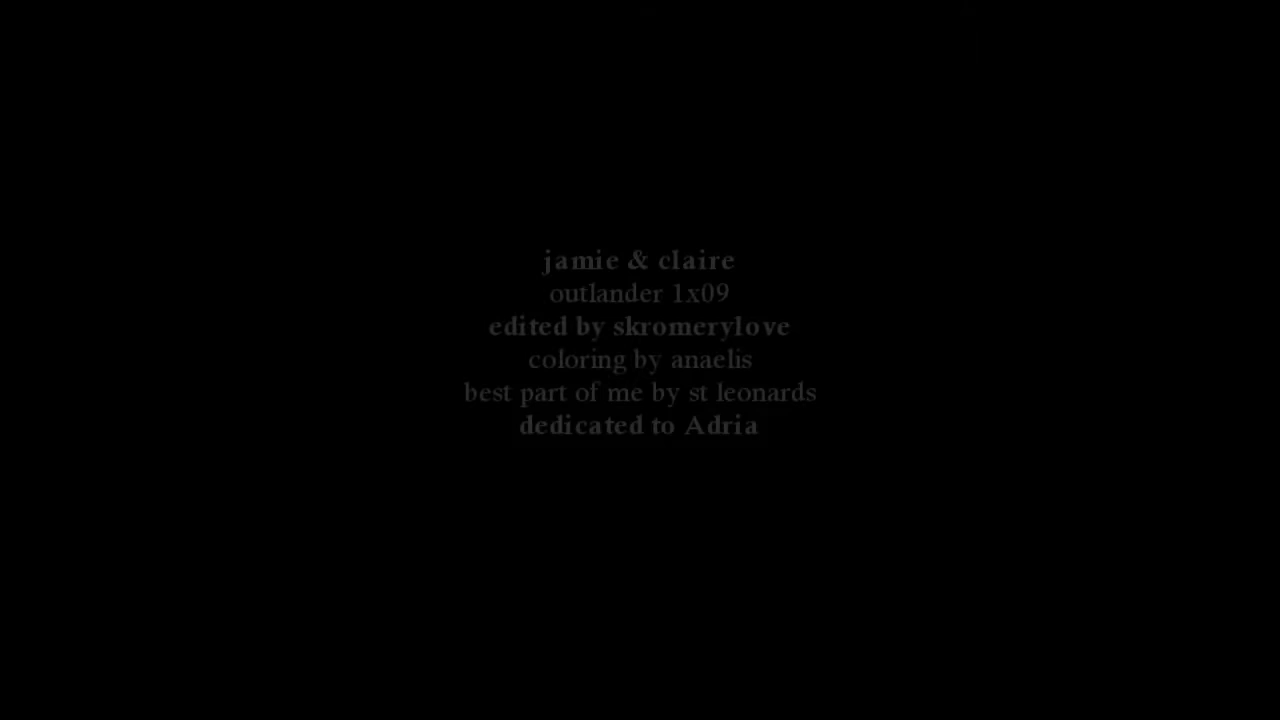 jamie & claire
outlander 1x09
edited by skromerylove
coloring by anaelis
best part of me by st leonards
dedicated to Adria